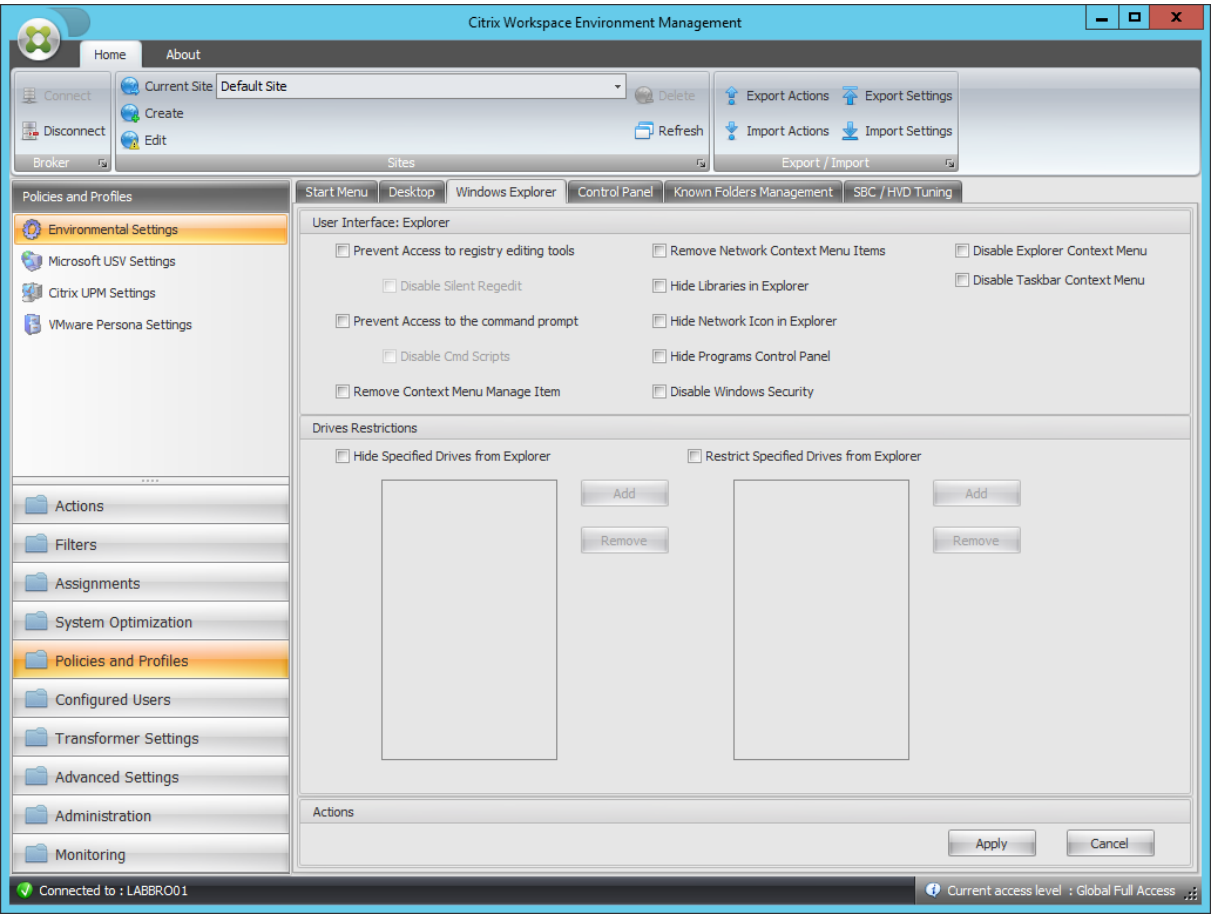 Citrix Workspace Environment Management
Home About
Connect
Disconnect
Broker
Current Site Default Site
Create
Edit
Delete
Refresh
Sites
Export Actions Export Settings
Import Actions Import Settings
Export / Import
Policies and Profiles
Environmental Settings
Microsoft USV Settings
Citrix UPM Settings
VMware Persona Settings
Actions
Filters
Assignments
System Optimization
Policies and Profiles
Configured Users
Transformer Settings
Advanced Settings
Administration
Monitoring
Start Menu Desktop Windows Explorer Control Panel Known Folders Management SBC / HVD Tuning
User Interface: Explorer
Prevent Access to registry editing tools
Disable Silent Regedit
Prevent Access to the command prompt
Disable Cmd Scripts
Remove Context Menu Manage Item
Remove Network Context Menu Items
Hide Libraries in Explorer
Hide Network Icon in Explorer
Hide Programs Control Panel
Disable Windows Security
Disable Explorer Context Menu
Disable Taskbar Context Menu
Drives Restrictions
Hide Specified Drives from Explorer
Add
Remove
Restrict Specified Drives from Explorer
Add
Remove
Actions
Apply Cancel
Connected to : LABBRO01
Current access level : Global Full Access